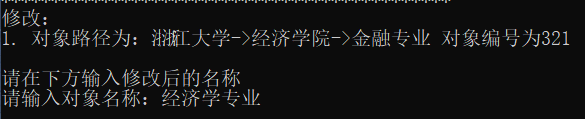 修改：
1. 对象路径为：浙江大学->经济学院->金融专业 对象编号为321
请在下方输入修改后的名称
请输入对象名称：经济学专业